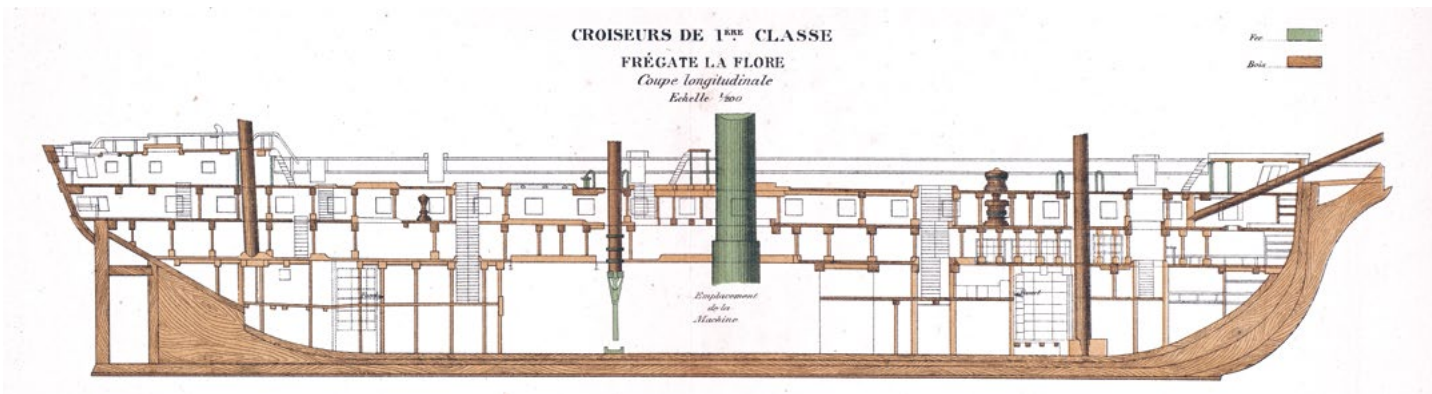 CROISEURS DE 1ERE CLASSE
FRÉGATE LA FLORE
Coupe longitudinale
Echelle 1/200
Fer
Bois
Emplacement
de la
Machine